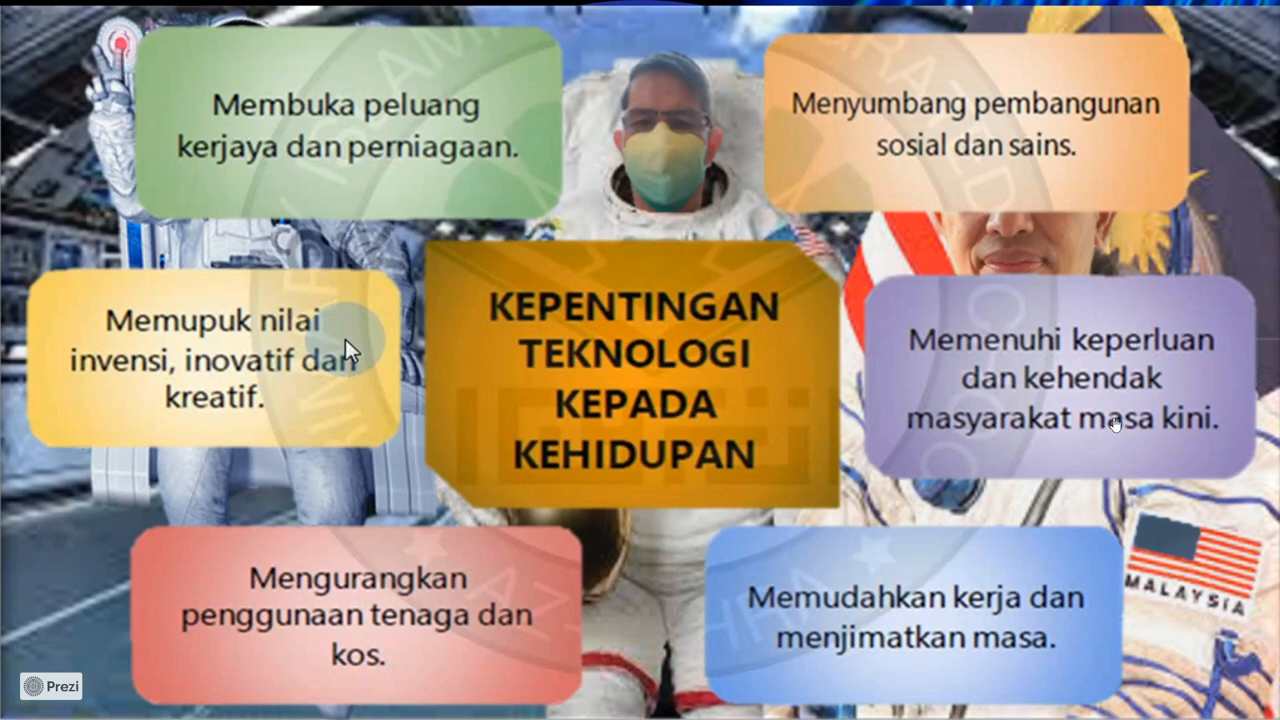 Membuka peluang
kerjaya dan perniagaan.
Menyumbang pembangunan
sosial dan sains.
Memupuk nilai
invensi, inovatif dan
kreatif.
KEPENTINGAN
TEKNOLOGI
KEPADA
KEHIDUPAN
Memenuhi keperluan
dan kehendak
masyarakat masa kini.
Mengurangkan
penggunaan tenaga dan
kos.
Memudahkan kerja dan
menjimatkan masa.
MALAYSIA
Prezi